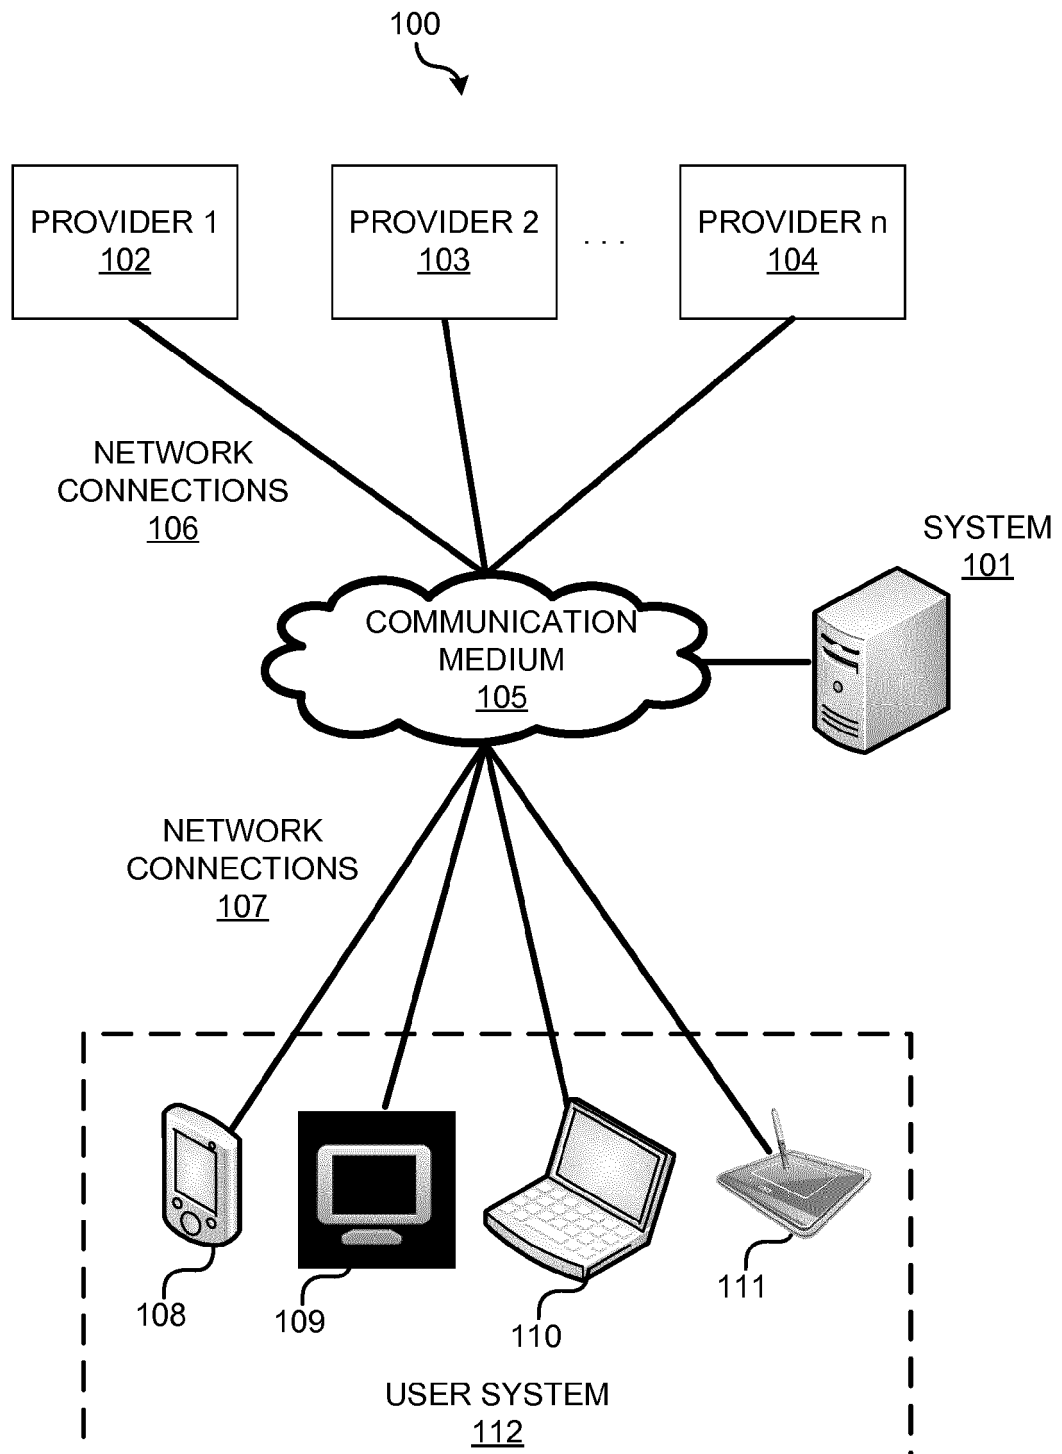 100
PROVIDER 1
102
PROVIDER 2
103
. . .
PROVIDER n
104
NETWORK
CONNECTIONS
106
SYSTEM
101
COMMUNICATION
MEDIUM
105
NETWORK
CONNECTIONS
107
108
109
110
111
USER SYSTEM
112